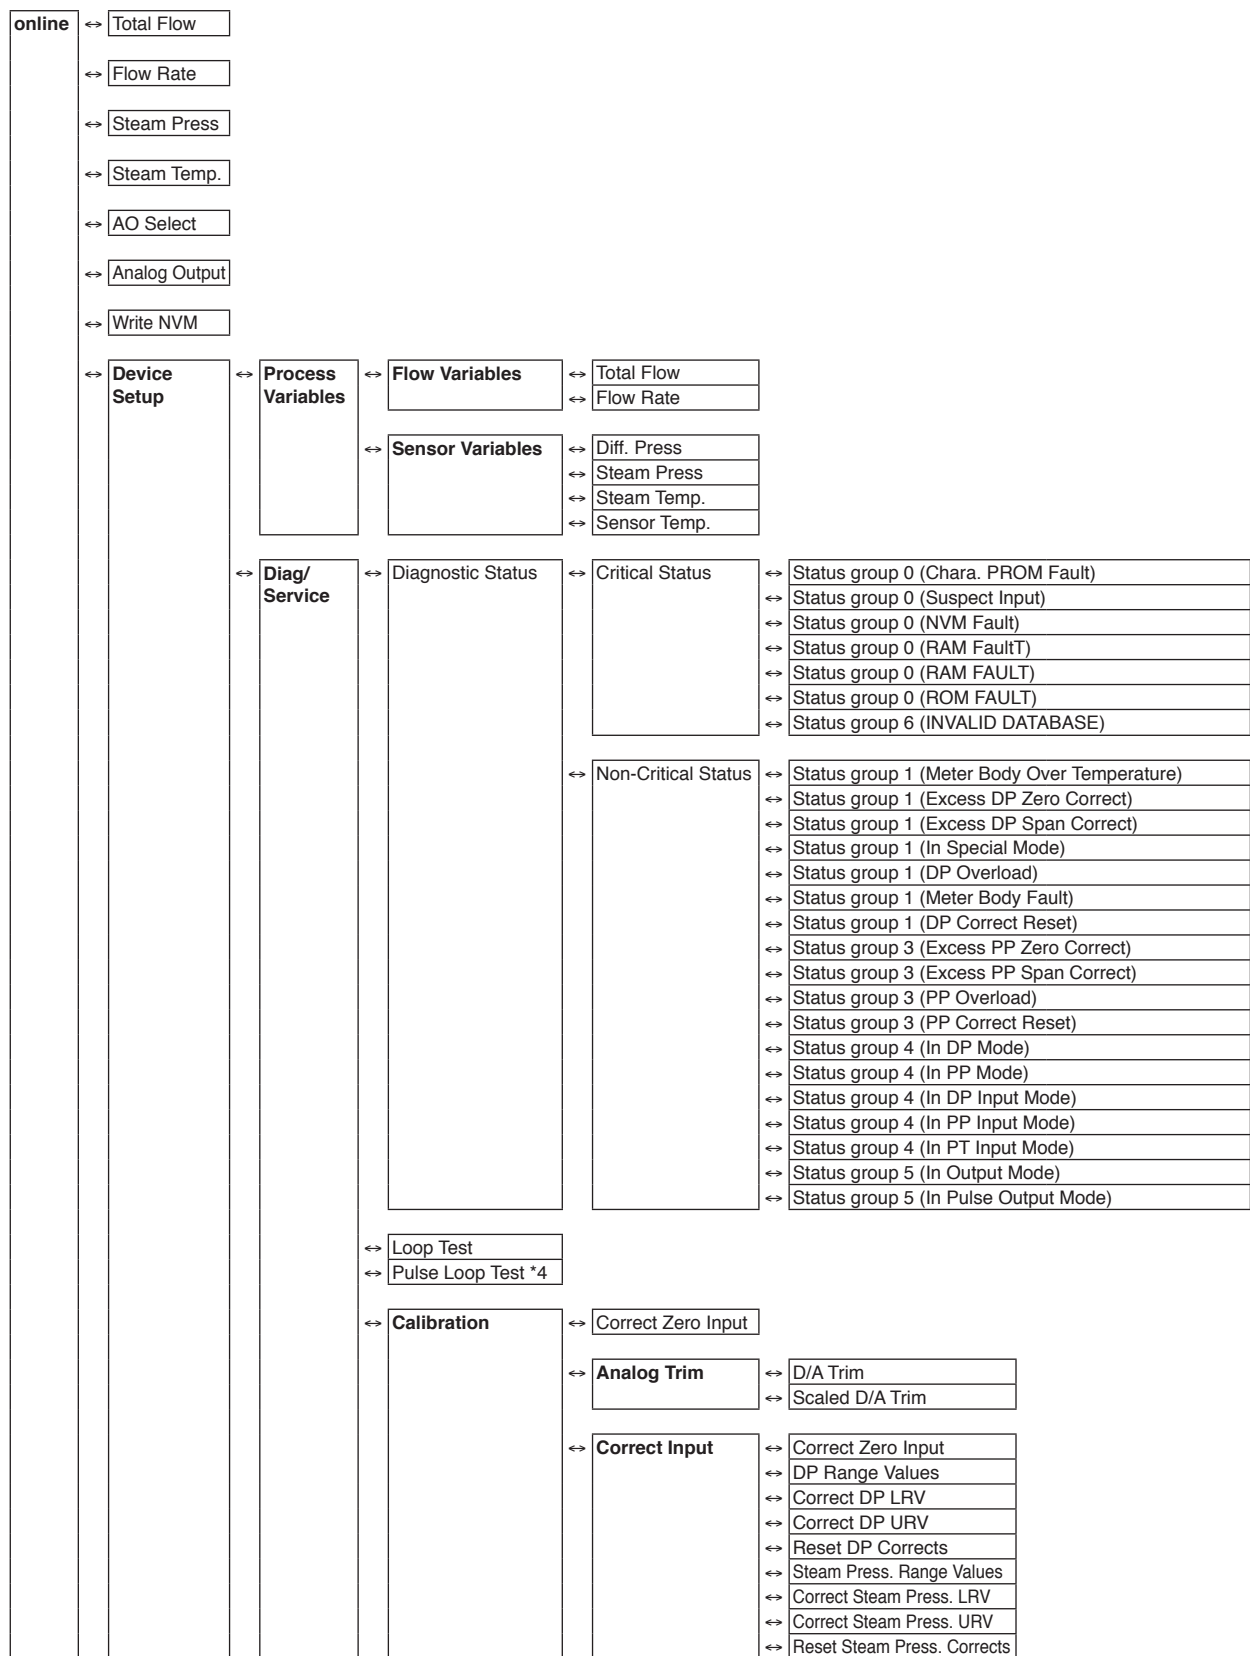 online ↔ Total Flow
↔ Flow Rate
↔ Steam Press
↔ Steam Temp.
↔ AO Select
↔ Analog Output
↔ Write NVM
↔ Device Setup ↔ Process Variables ↔ Flow Variables ↔ Total Flow
↔ Flow Rate
↔ Sensor Variables ↔ Diff. Press
↔ Steam Press
↔ Steam Temp.
↔ Sensor Temp.
↔ Diag/ Service ↔ Diagnostic Status ↔ Critical Status ↔ Status group 0 (Chara. PROM Fault)
↔ Status group 0 (Suspect Input)
↔ Status group 0 (NVM Fault)
↔ Status group 0 (RAM FaultT)
↔ Status group 0 (RAM FAULT)
↔ Status group 0 (ROM FAULT)
↔ Status group 6 (INVALID DATABASE)
↔ Non-Critical Status ↔ Status group 1 (Meter Body Over Temperature)
↔ Status group 1 (Excess DP Zero Correct)
↔ Status group 1 (Excess DP Span Correct)
↔ Status group 1 (In Special Mode)
↔ Status group 1 (DP Overload)
↔ Status group 1 (Meter Body Fault)
↔ Status group 1 (DP Correct Reset)
↔ Status group 3 (Excess PP Zero Correct)
↔ Status group 3 (Excess PP Span Correct)
↔ Status group 3 (PP Overload)
↔ Status group 3 (PP Correct Reset)
↔ Status group 4 (In DP Mode)
↔ Status group 4 (In PP Mode)
↔ Status group 4 (In DP Input Mode)
↔ Status group 4 (In PP Input Mode)
↔ Status group 4 (In PT Input Mode)
↔ Status group 5 (In Output Mode)
↔ Status group 5 (In Pulse Output Mode)
↔ Loop Test
↔ Pulse Loop Test *4
↔ Calibration ↔ Correct Zero Input
↔ Analog Trim ↔ D/A Trim
↔ Scaled D/A Trim
↔ Correct Input ↔ Correct Zero Input
↔ DP Range Values
↔ Correct DP LRV
↔ Correct DP URV
↔ Reset DP Corrects
↔ Steam Press. Range Values
↔ Correct Steam Press. LRV
↔ Correct Steam Press. URV
↔ Reset Steam Press. Corrects